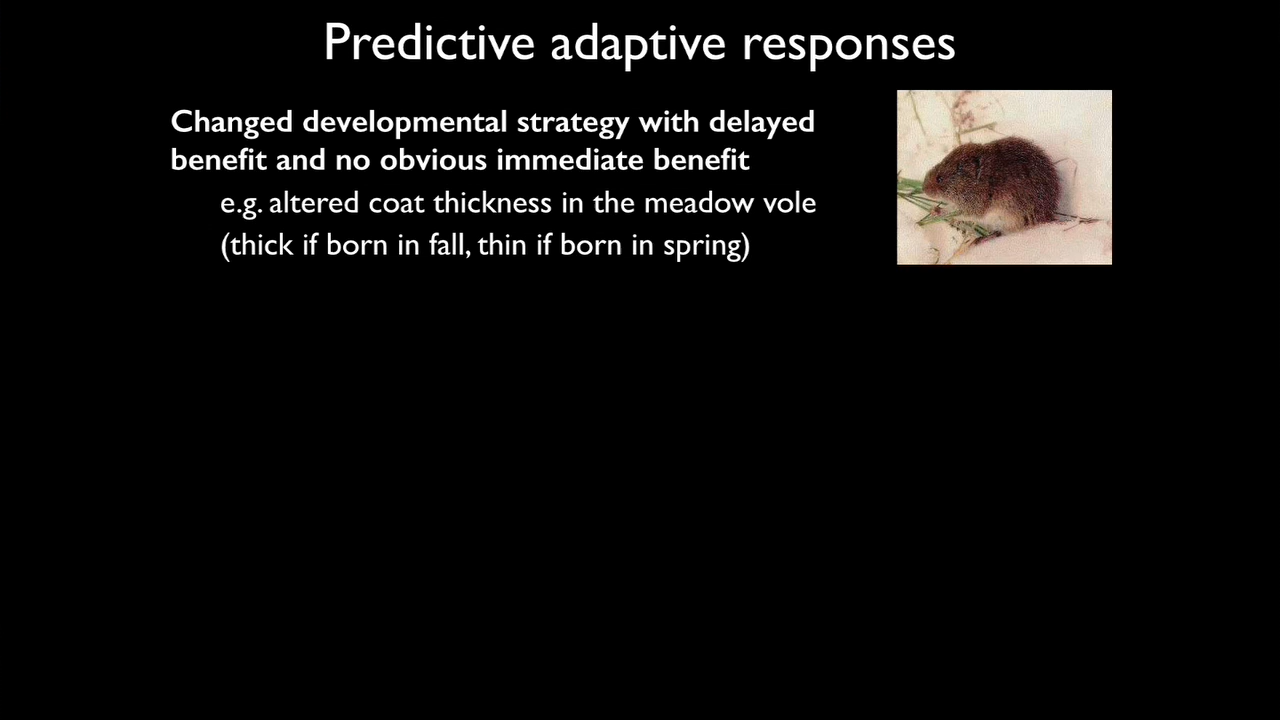 Predictive adaptive responses
Changed developmental strategy with delayed
benefit and no obvious immediate benefit
e.g. altered coat thickness in the meadow vole
(thick if born in fall, thin if born in spring)